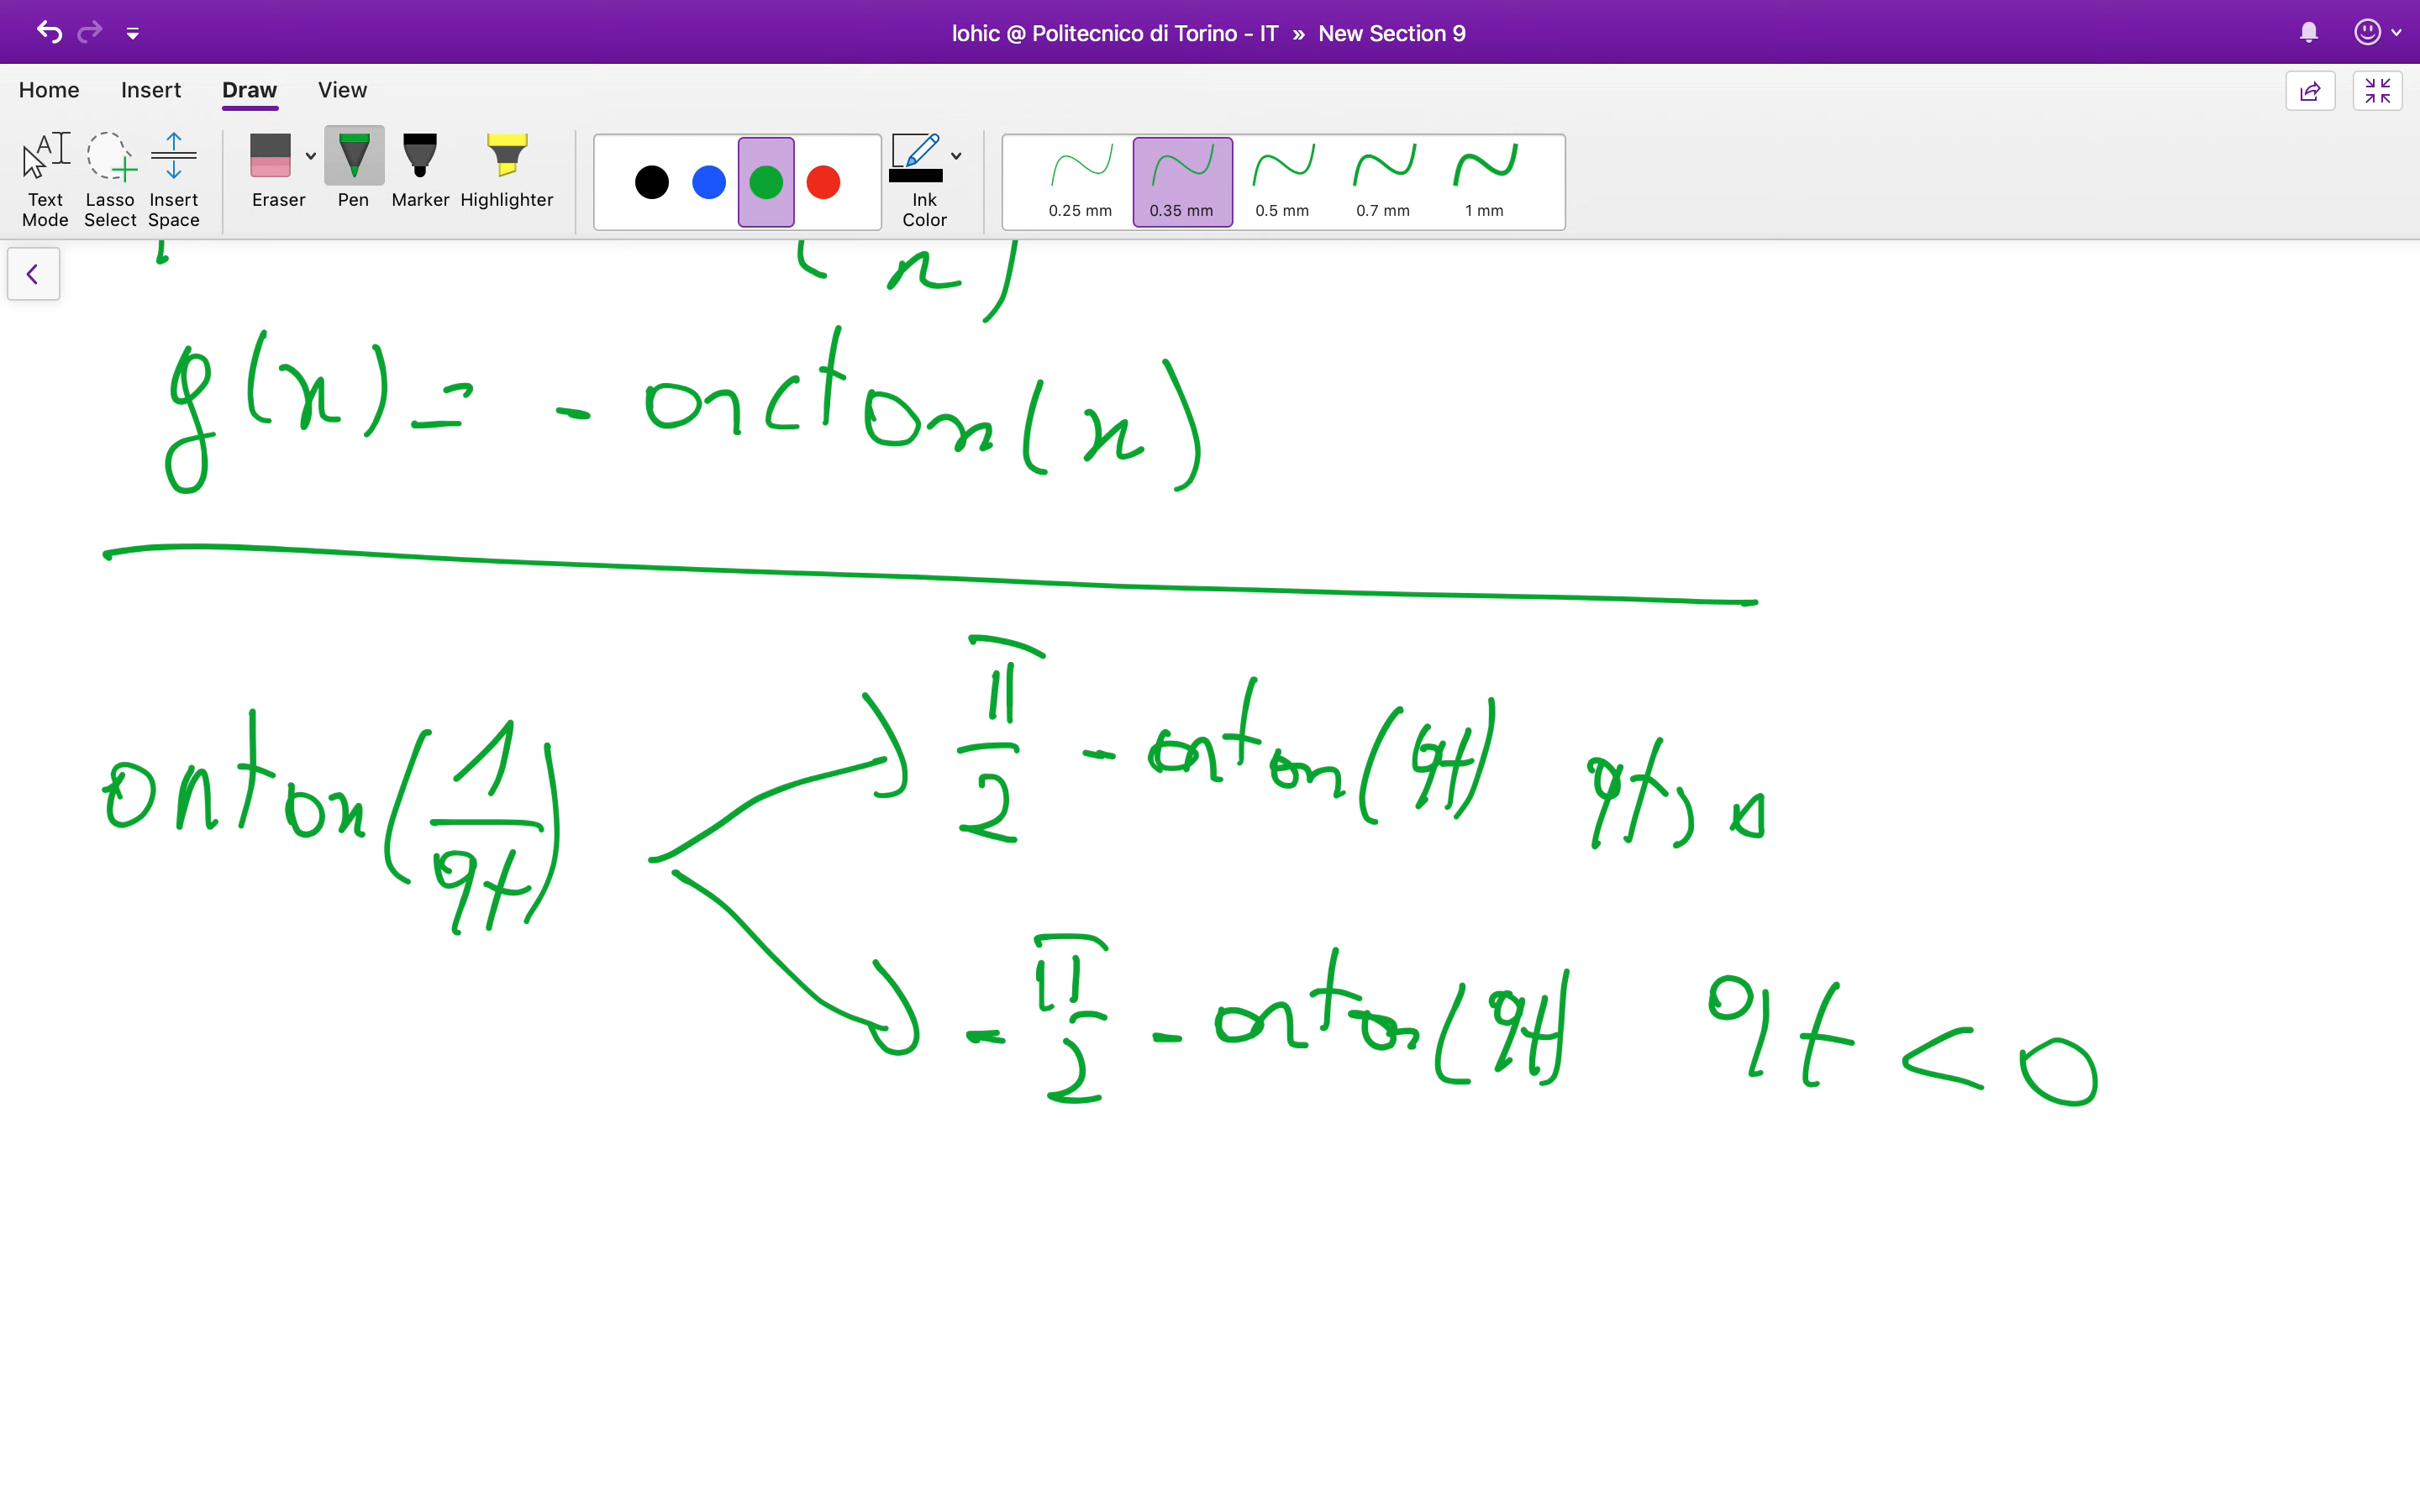 Iohic @ Politecnico di Torino - IT » New Section 9
Home Insert Draw View
Text Mode Lasso Select Insert Space Eraser Pen Marker Highlighter Ink Color 0.25 mm 0.35 mm 0.5 mm 0.7 mm 1 mm
(x)
g(x) = - arctan(x)
artan(1/qt) π/2 - artan(qt) qt > 0
- π/2 - artan(qt) qt < 0